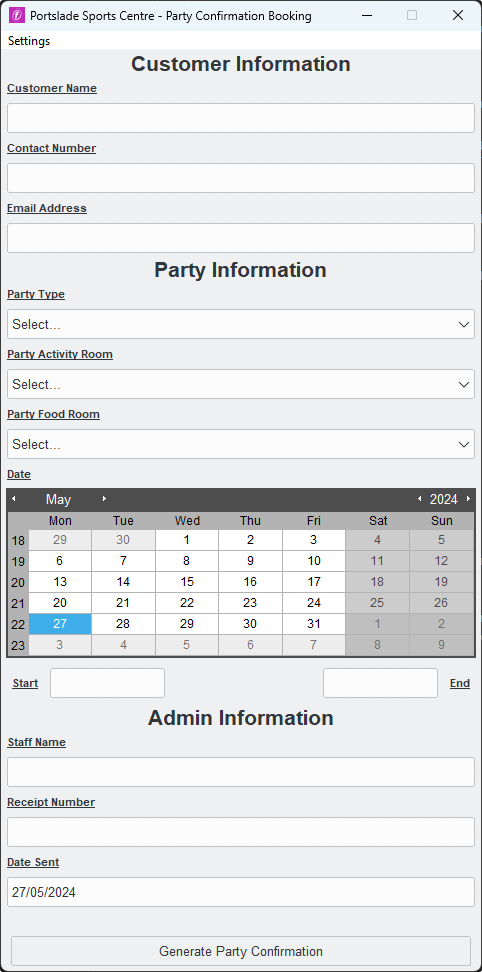 Portslade Sports Centre - Party Confirmation Booking
Settings
Customer Information
Customer Name
Contact Number
Email Address
Party Information
Party Type
Select...
Party Activity Room
Select...
Party Food Room
Select...
Date
May 2024
Mon Tue Wed Thu Fri Sat Sun
18 29 30 1 2 3 4 5
19 6 7 8 9 10 11 12
20 13 14 15 16 17 18 19
21 20 21 22 23 24 25 26
22 27 28 29 30 31 1 2
23 3 4 5 6 7 8 9
Start End
Admin Information
Staff Name
Receipt Number
Date Sent
27/05/2024
Generate Party Confirmation